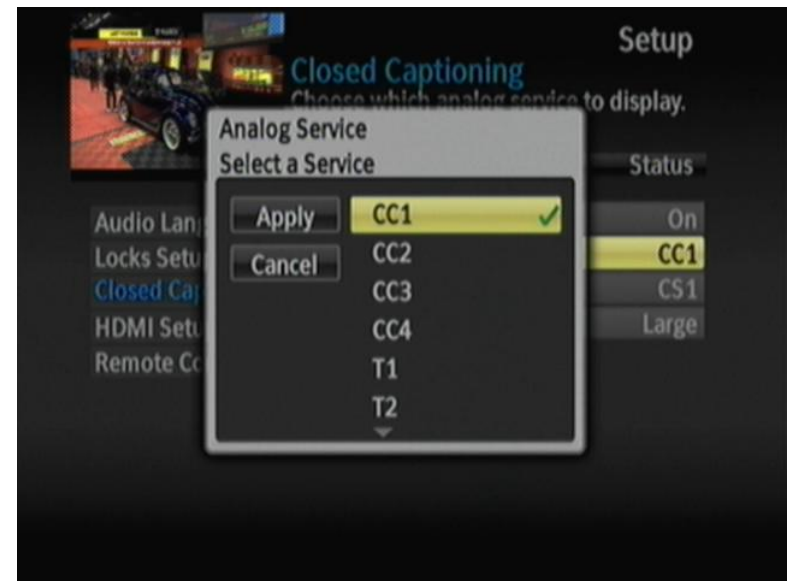 Setup
Closed Captioning
Choose which analog service to display.
Analog Service
Select a Service
Status
Apply
Cancel
CC1
CC2
CC3
CC4
T1
T2
Audio Lang
Locks Setu
Closed Cap
HDMI Setu
Remote Co
On
CC1
CS1
Large